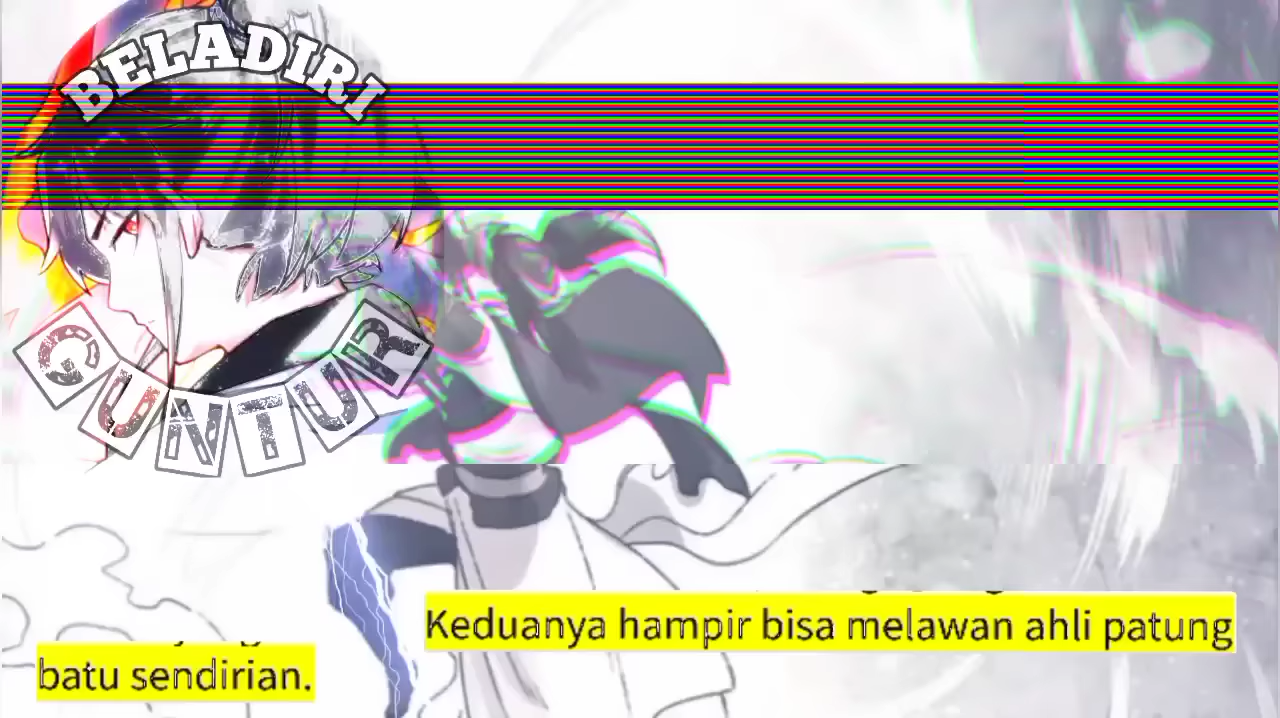 BELADIRI
GUNTUR
Keduanya hampir bisa melawan ahli patung
batu sendirian.